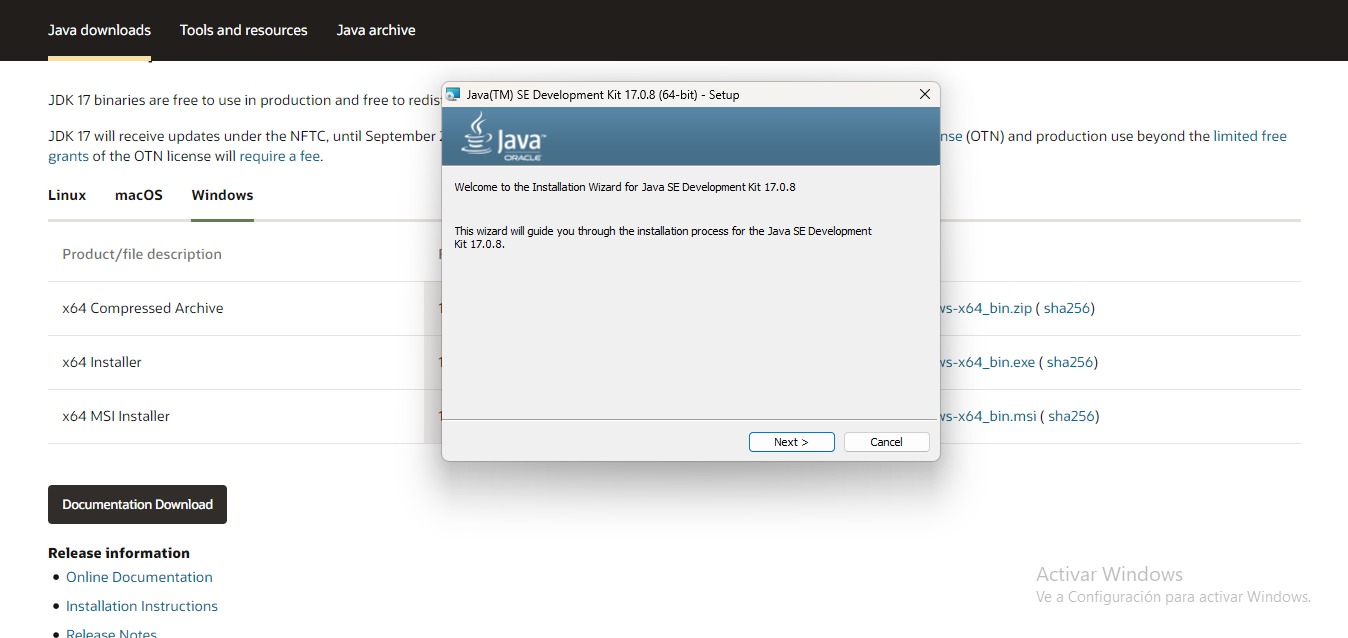 Java downloads Tools and resources Java archive
JDK 17 binaries are free to use in production and free to
JDK 17 will receive updates under the NFTC, until September (OTN) and production use beyond the limited free
grants of the OTN license will require a fee.
Linux macOS Windows
Product/file description
x64 Compressed Archive ws-x64_bin.zip ( sha256)
x64 Installer ws-x64_bin.exe ( sha256)
x64 MSI Installer ws-x64_bin.msi ( sha256)
Java(TM) SE Development Kit 17.0.8 (64-bit) - Setup
Java™
ORACLE
Welcome to the Installation Wizard for Java SE Development Kit 17.0.8
This wizard will guide you through the installation process for the Java SE Development
Kit 17.0.8.
Next > Cancel
Documentation Download
Release information
• Online Documentation
• Installation Instructions
• Release Notes
Activar Windows
Ve a Configuración para activar Windows.